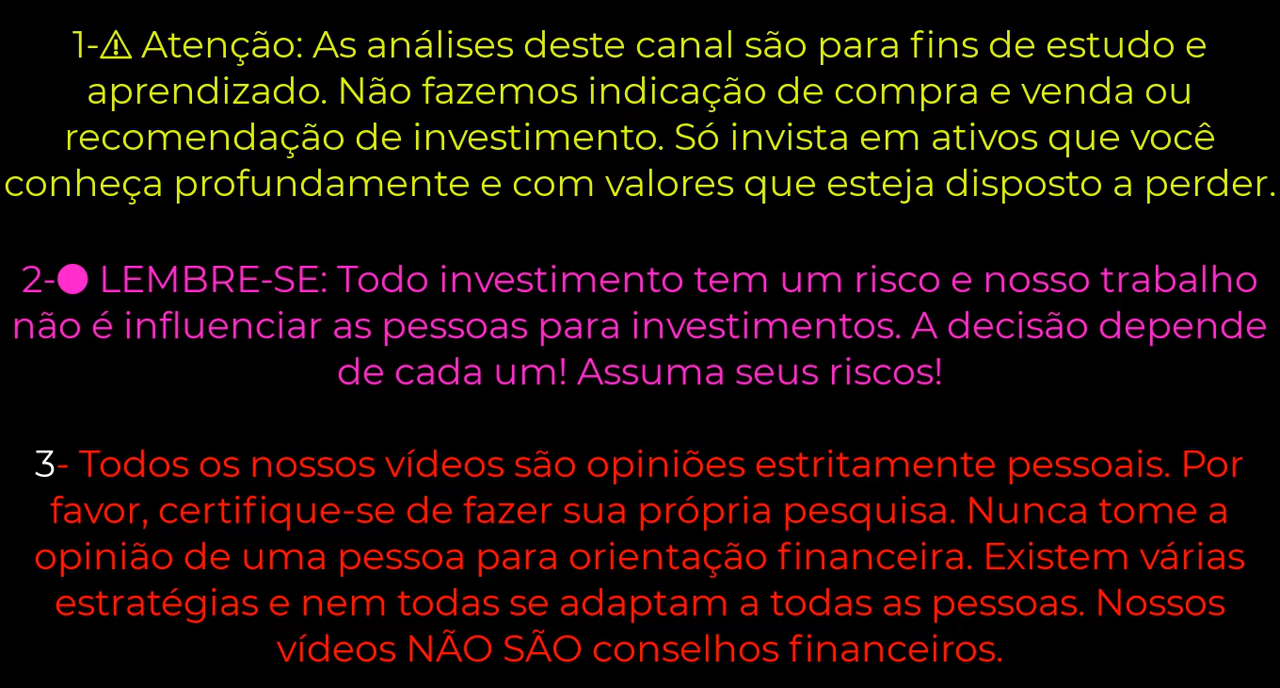 1-⚠ Atenção: As análises deste canal são para fins de estudo e
aprendizado. Não fazemos indicação de compra e venda ou
recomendação de investimento. Só invista em ativos que você
conheça profundamente e com valores que esteja disposto a perder.
2-● LEMBRE-SE: Todo investimento tem um risco e nosso trabalho
não é influenciar as pessoas para investimentos. A decisão depende
de cada um! Assuma seus riscos!
3- Todos os nossos vídeos são opiniões estritamente pessoais. Por
favor, certifique-se de fazer sua própria pesquisa. Nunca tome a
opinião de uma pessoa para orientação financeira. Existem várias
estratégias e nem todas se adaptam a todas as pessoas. Nossos
vídeos NÃO SÃO conselhos financeiros.